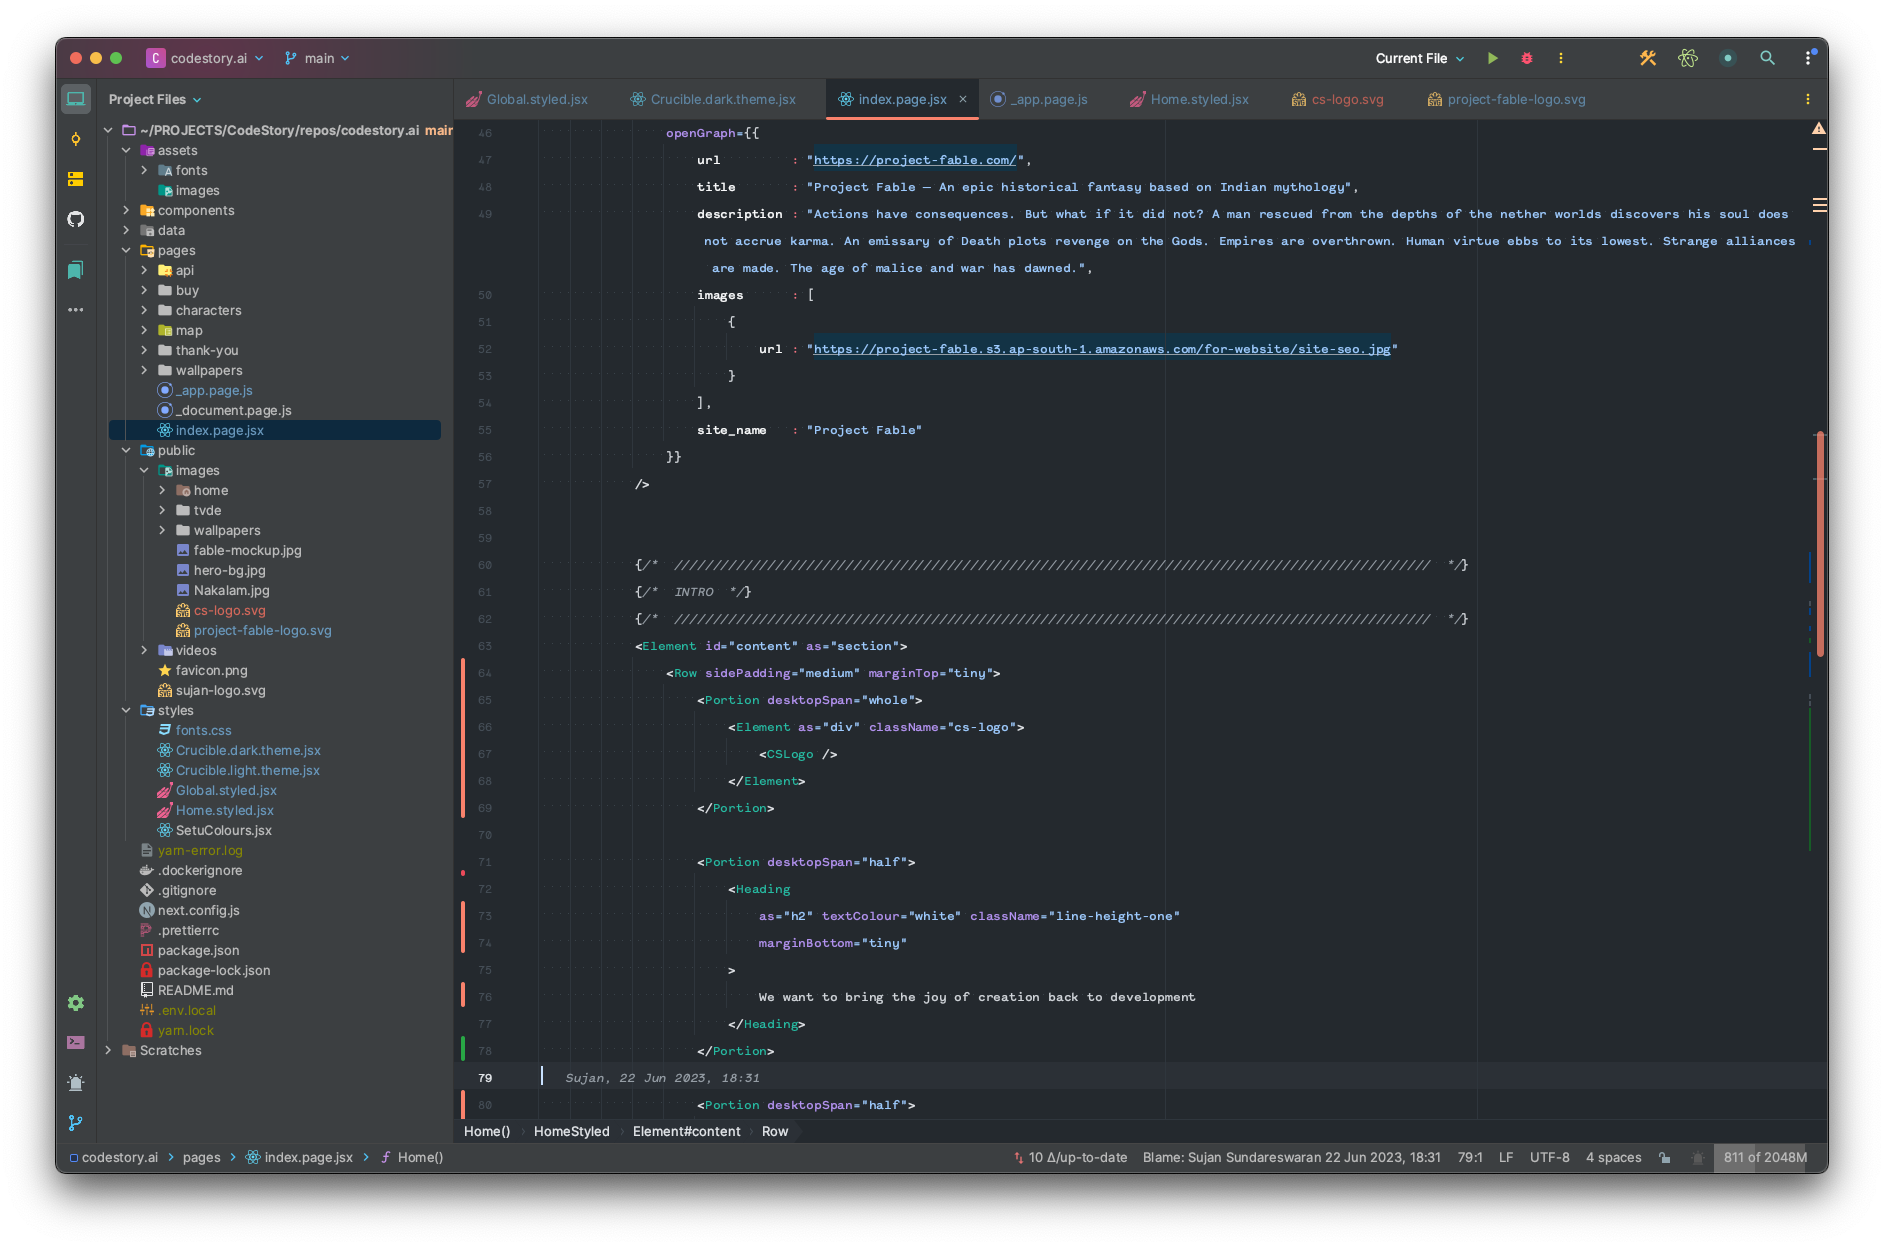 C codestory.ai main Current File
Project Files
Global.styled.jsx Crucible.dark.theme.jsx index.page.jsx × _app.page.js Home.styled.jsx cs-logo.svg project-fable-logo.svg
~/PROJECTS/CodeStory/repos/codestory.ai main
assets
fonts
images
components
data
pages
api
buy
characters
map
thank-you
wallpapers
_app.page.js
_document.page.js
index.page.jsx
public
images
home
tvde
wallpapers
fable-mockup.jpg
hero-bg.jpg
Nakalam.jpg
cs-logo.svg
project-fable-logo.svg
videos
favicon.png
sujan-logo.svg
styles
fonts.css
Crucible.dark.theme.jsx
Crucible.light.theme.jsx
Global.styled.jsx
Home.styled.jsx
SetuColours.jsx
yarn-error.log
.dockerignore
.gitignore
next.config.js
.prettierrc
package.json
package-lock.json
README.md
.env.local
yarn.lock
Scratches
46 openGraph={{
47 url : "https://project-fable.com/",
48 title : "Project Fable — An epic historical fantasy based on Indian mythology",
49 description : "Actions have consequences. But what if it did not? A man rescued from the depths of the nether worlds discovers his soul does
not accrue karma. An emissary of Death plots revenge on the Gods. Empires are overthrown. Human virtue ebbs to its lowest. Strange alliances
are made. The age of malice and war has dawned.",
50 images : [
51 {
52 url : "https://project-fable.s3.ap-south-1.amazonaws.com/for-website/site-seo.jpg"
53 }
54 ],
55 site_name : "Project Fable"
56 }}
57 />
58
59
60 {/* ///////////////////////////////////////////////////////////////////////////////////////////////// */}
61 {/* INTRO */}
62 {/* ///////////////////////////////////////////////////////////////////////////////////////////////// */}
63 <Element id="content" as="section">
64 <Row sidePadding="medium" marginTop="tiny">
65 <Portion desktopSpan="whole">
66 <Element as="div" className="cs-logo">
67 <CSLogo />
68 </Element>
69 </Portion>
70
71 <Portion desktopSpan="half">
72 <Heading
73 as="h2" textColour="white" className="line-height-one"
74 marginBottom="tiny"
75 >
76 We want to bring the joy of creation back to development
77 </Heading>
78 </Portion>
79 Sujan, 22 Jun 2023, 18:31
80 <Portion desktopSpan="half">
Home() › HomeStyled › Element#content › Row
codestory.ai › pages › index.page.jsx › Home() 10 Δ/up-to-date Blame: Sujan Sundareswaran 22 Jun 2023, 18:31 79:1 LF UTF-8 4 spaces 811 of 2048M